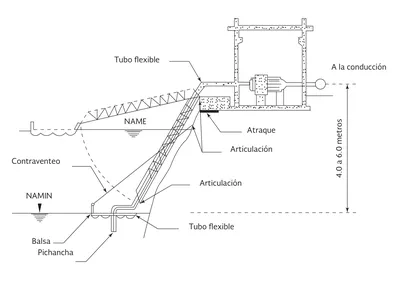 Tubo flexible
A la conducción
NAME
Atraque
Articulación
Contraventeo
4.0 a 6.0 metros
Articulación
NAMIN
Tubo flexible
Balsa
Pichancha